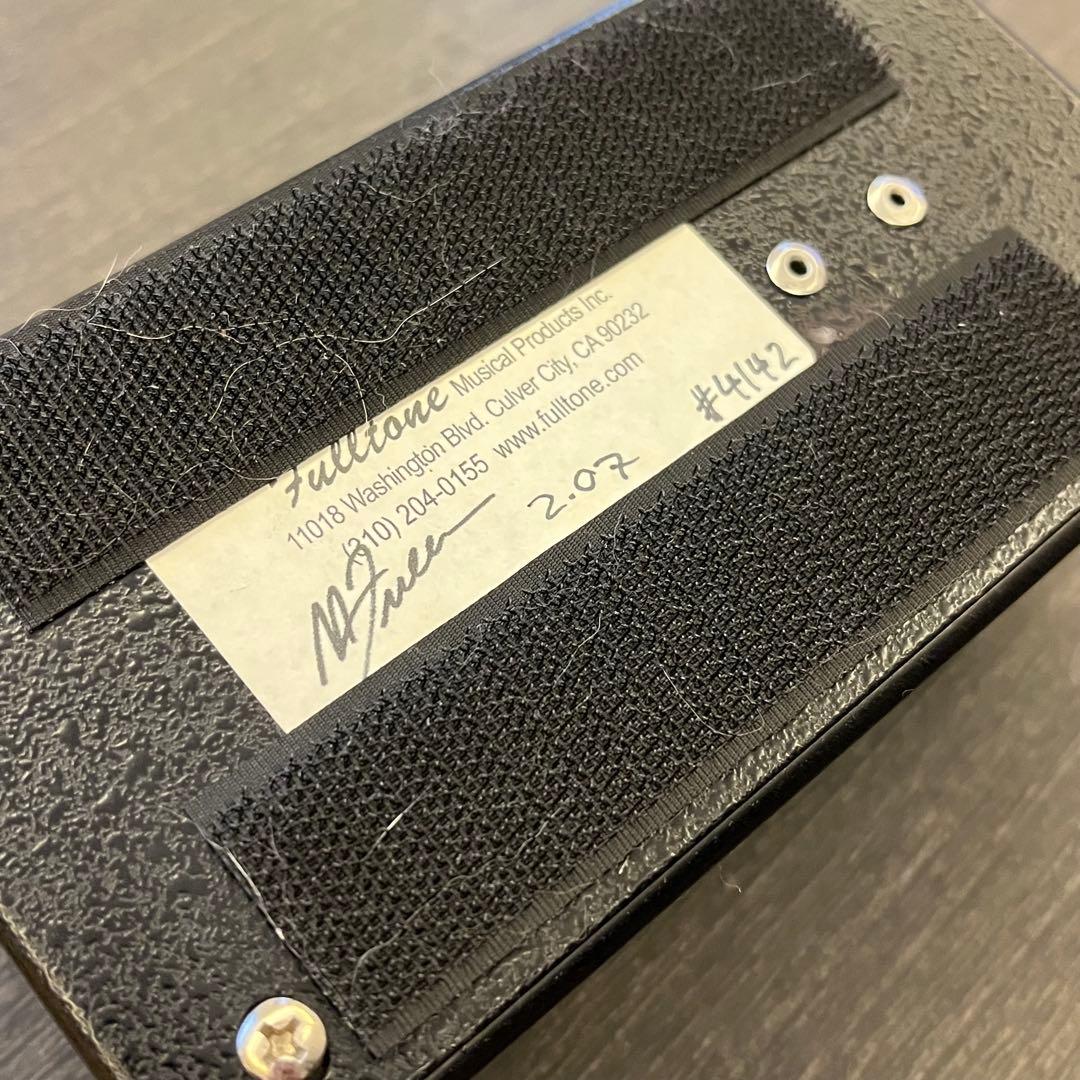 Fulltone Musical Products Inc.
11018 Washington Blvd. Culver City, CA 90232
(310) 204-0155 www.fulltone.com
#4142
M Fuller 2.07